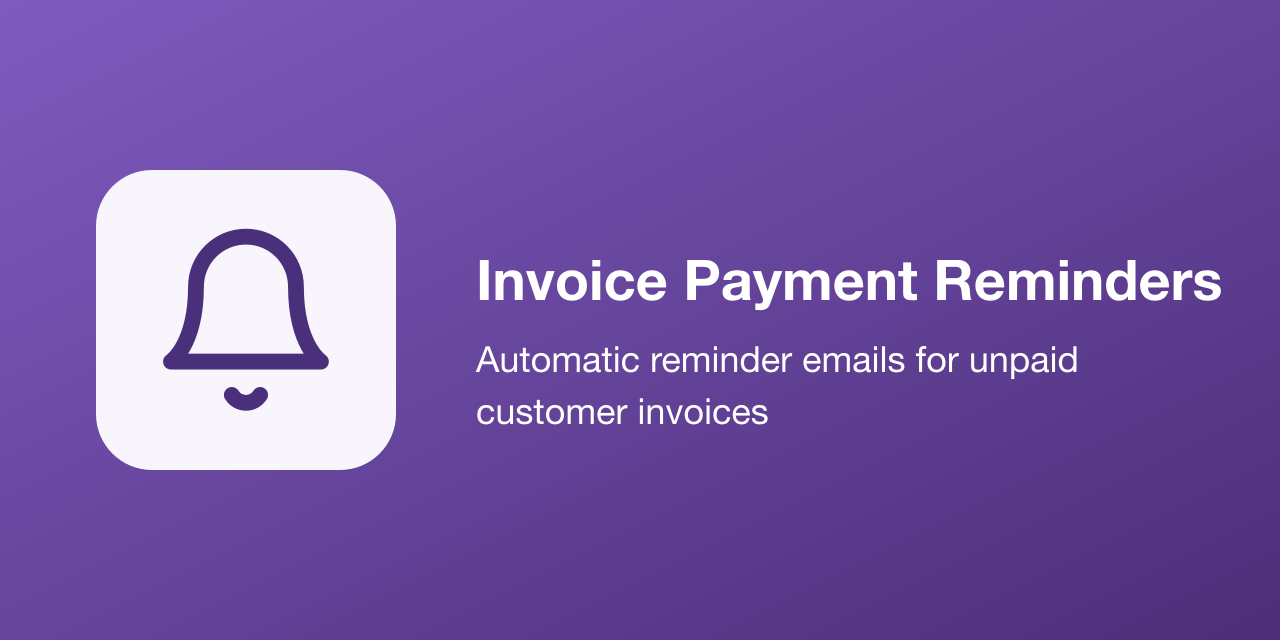 Invoice Payment Reminders
Automatic reminder emails for unpaid
customer invoices